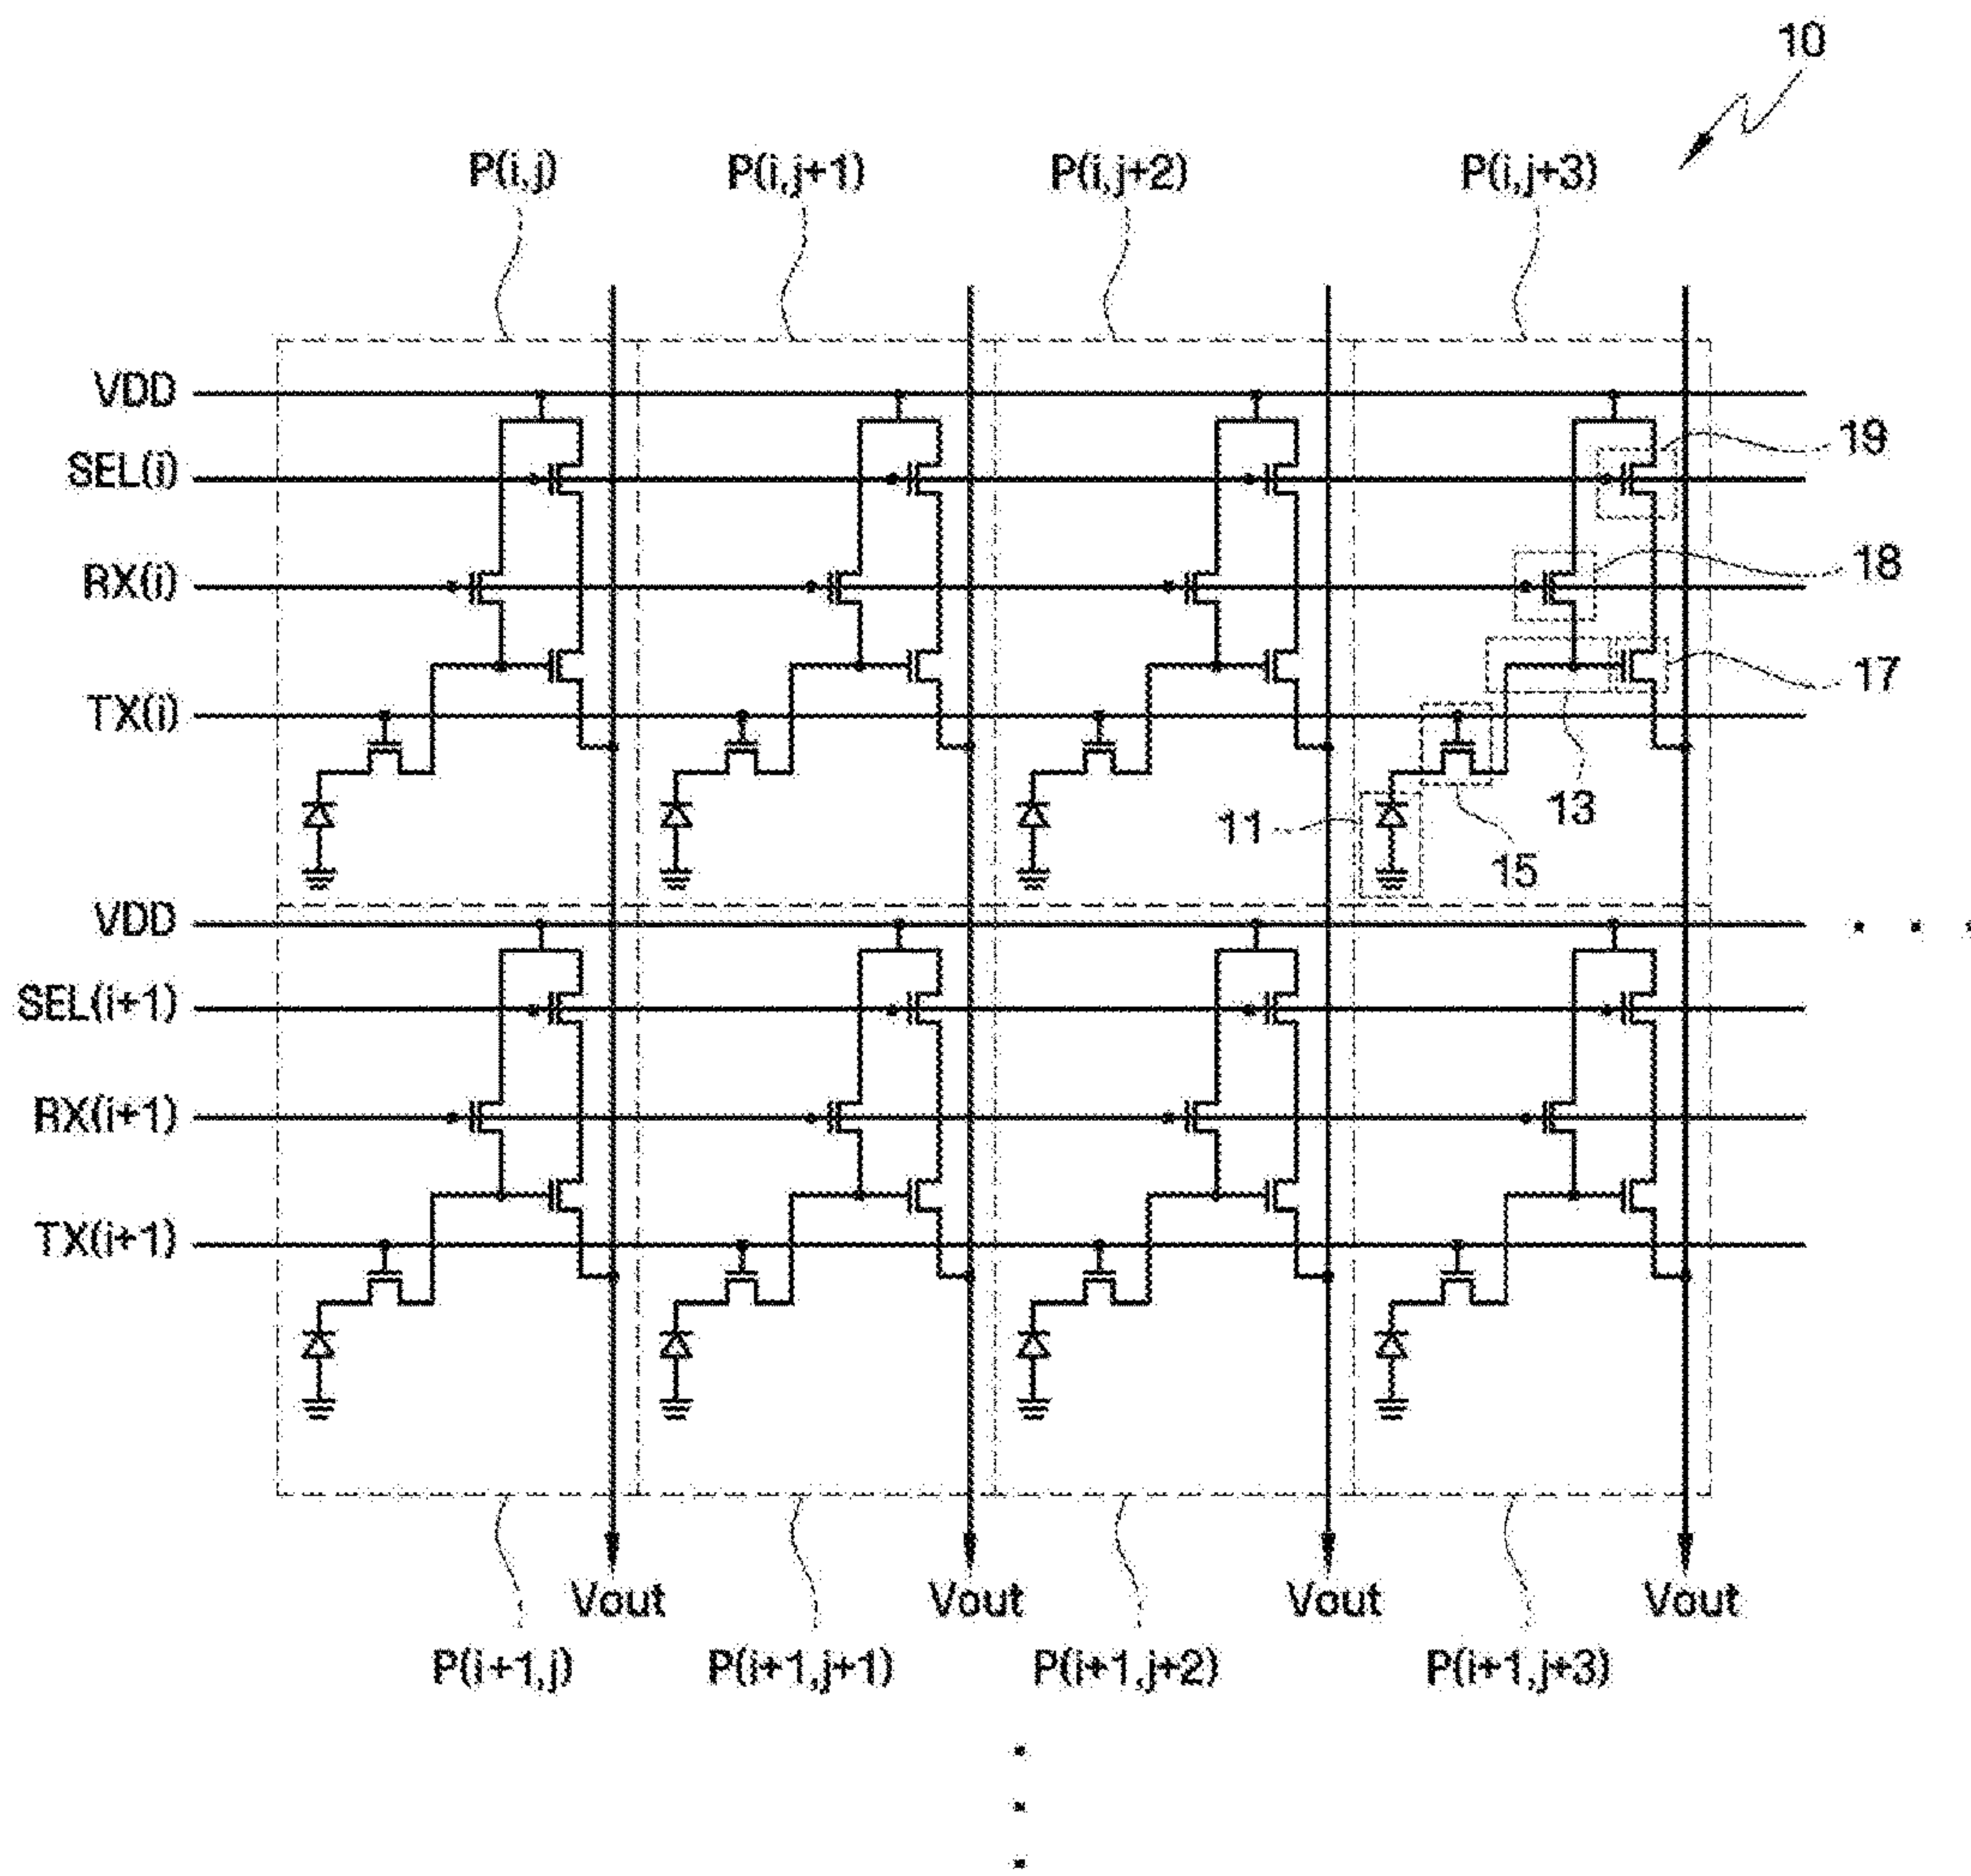 10
P(i,j) P(i,j+1) P(i,j+2) P(i,j+3)
VDD
SEL(i)
19
RX(i)
18
17
TX(i)
13
11
15
VDD
SEL(i+1)
RX(i+1)
TX(i+1)
Vout Vout Vout Vout
P(i+1,j) P(i+1,j+1) P(i+1,j+2) P(i+1,j+3)